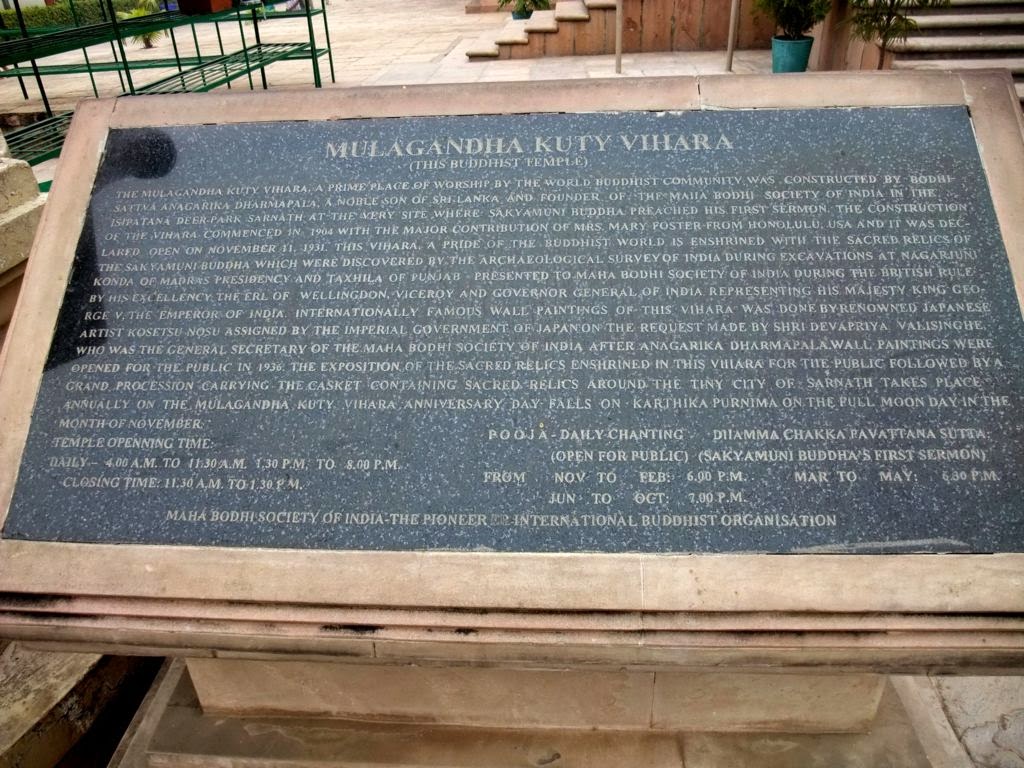 MULAGANDHA KUTY VIHARA
(THIS BUDDHIST TEMPLE)
THE MULAGANDHA KUTY VIHARA, A PRIME PLACE OF WORSHIP BY THE WORLD BUDDHIST COMMUNITY WAS CONSTRUCTED BY BODHI-
SATTVA ANAGARIKA DHARMAPALA, A NOBLE SON OF SRI LANKA AND FOUNDER OF THE MAHA BODHI SOCIETY OF INDIA IN THE
ISIPATANA DEER PARK SARNATH AT THE VERY SITE WHERE SAKYAMUNI BUDDHA PREACHED HIS FIRST SERMON. THE CONSTRUCTION
OF THE VIHARA COMMENCED IN 1904 WITH THE MAJOR CONTRIBUTION OF MRS. MARY FOSTER FROM HONOLULU, USA AND IT WAS DEC-
LARED OPEN ON NOVEMBER 11, 1931. THIS VIHARA, A PRIDE OF THE BUDDHIST WORLD IS ENSHRINED WITH THE SACRED RELICS OF
THE SAKYAMUNI BUDDHA WHICH WERE DISCOVERED BY THE ARCHAEOLOGICAL SURVEY OF INDIA DURING EXCAVATIONS AT NAGARJUNI
KONDA OF MADRAS PRESIDENCY AND TAXHILA OF PUNJAB PRESENTED TO MAHA BODHI SOCIETY OF INDIA DURING THE BRITISH RULE
BY HIS EXCELLENCY THE ERL OF WELLINGDON, VICEROY AND GOVERNOR GENERAL OF INDIA REPRESENTING HIS MAJESTY KING GEO-
RGE V, THE EMPEROR OF INDIA. INTERNATIONALLY FAMOUS WALL PAINTINGS OF THIS VIHARA WAS DONE BY RENOWNED JAPANESE
ARTIST KOSETSU NOSU ASSIGNED BY THE IMPERIAL GOVERNMENT OF JAPAN ON THE REQUEST MADE BY SHRI DEVAPRIYA VALISINGHE,
WHO WAS THE GENERAL SECRETARY OF THE MAHA BODHI SOCIETY OF INDIA AFTER ANAGARIKA DHARMAPALA. WALL PAINTINGS WERE
OPENED FOR THE PUBLIC IN 1936. THE EXPOSITION OF THE SACRED RELICS ENSHRINED IN THIS VIHARA FOR THE PUBLIC FOLLOWED BY A
GRAND PROCESSION CARRYING THE CASKET CONTAINING SACRED RELICS AROUND THE TINY CITY OF SARNATH TAKES PLACE
ANNUALLY ON THE MULAGANDHA KUTY VIHARA ANNIVERSARY DAY FALLS ON KARTHIKA PURNIMA ON THE FULL MOON DAY IN THE
MONTH OF NOVEMBER.
TEMPLE OPENNING TIME:
DAILY – 4.00 A.M. TO 11.30 A.M. 1.30 P.M. TO 8.00 P.M.
CLOSING TIME: 11.30 A.M. TO 1.30 P.M.
POOJA - DAILY CHANTING DHAMMA CHAKKA PAVATTANA SUTTA:
(OPEN FOR PUBLIC) (SAKYAMUNI BUDDHA'S FIRST SERMON)
FROM NOV TO FEB: 6.00 P.M. MAR TO MAY: 6.30 P.M.
JUN TO OCT: 7.00 P.M.
MAHA BODHI SOCIETY OF INDIA-THE PIONEER INTERNATIONAL BUDDHIST ORGANISATION